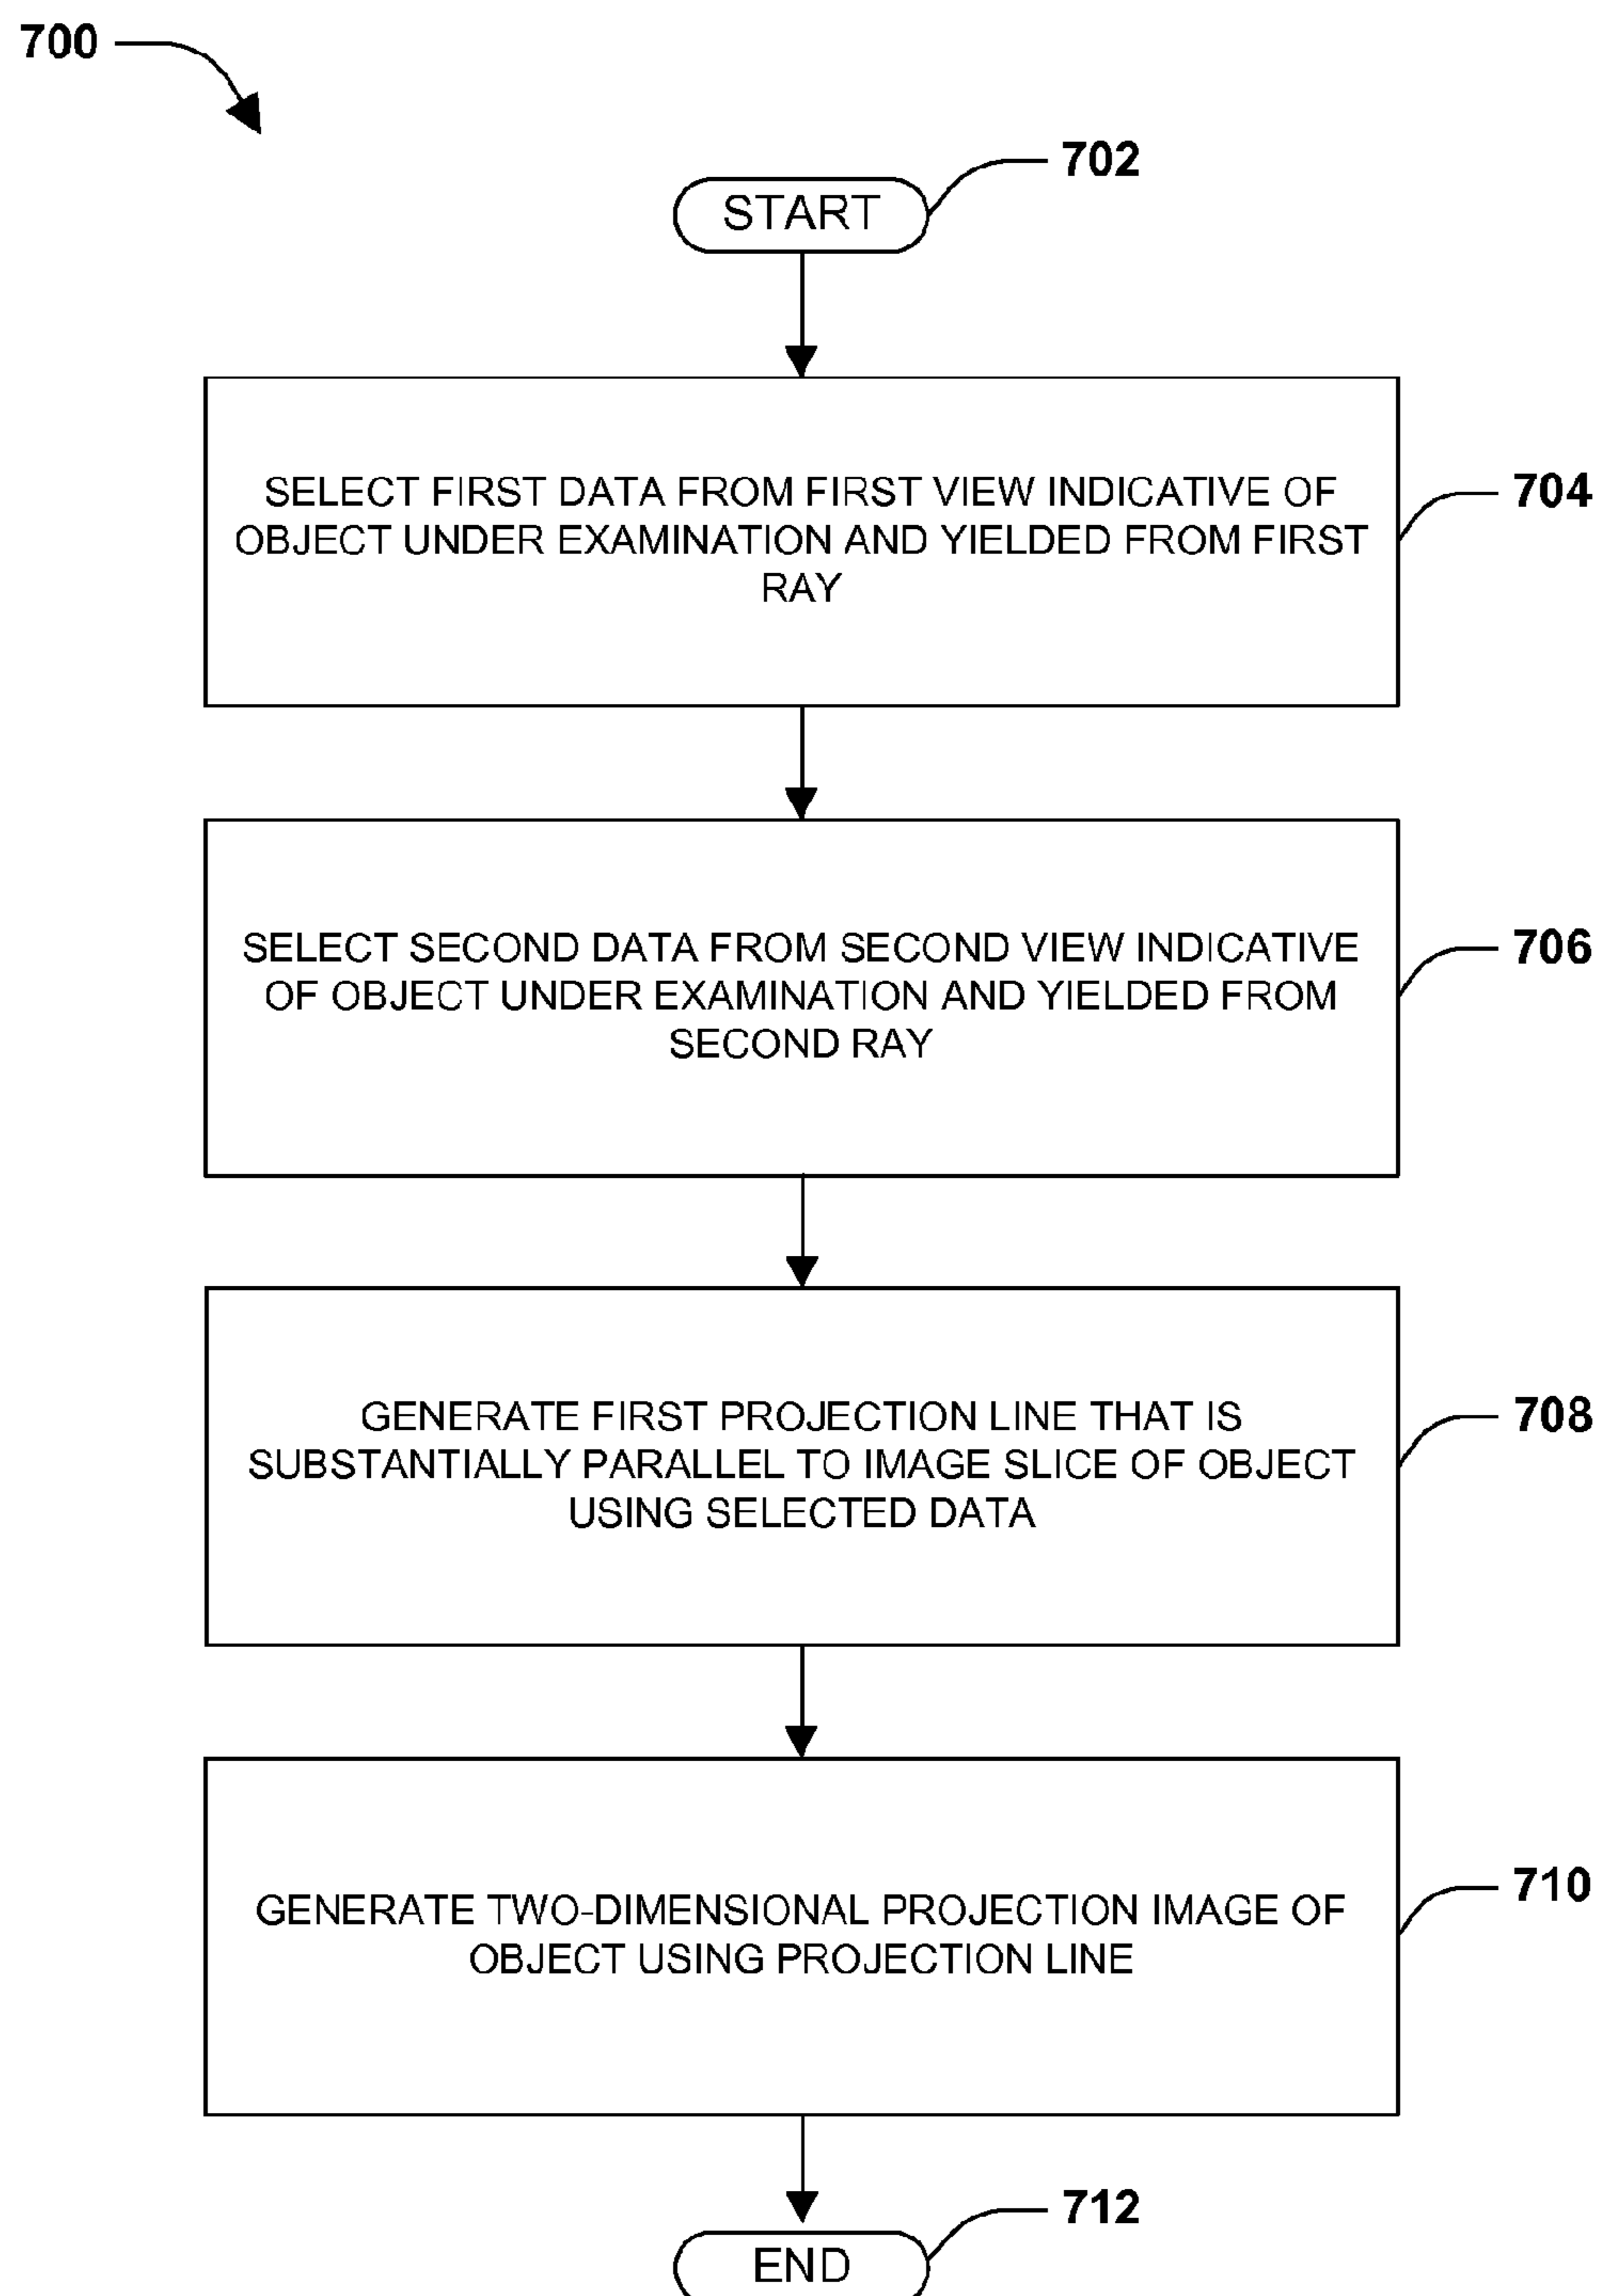 700
702
START
SELECT FIRST DATA FROM FIRST VIEW INDICATIVE OF
OBJECT UNDER EXAMINATION AND YIELDED FROM FIRST
RAY
704
SELECT SECOND DATA FROM SECOND VIEW INDICATIVE
OF OBJECT UNDER EXAMINATION AND YIELDED FROM
SECOND RAY
706
GENERATE FIRST PROJECTION LINE THAT IS
SUBSTANTIALLY PARALLEL TO IMAGE SLICE OF OBJECT
USING SELECTED DATA
708
GENERATE TWO-DIMENSIONAL PROJECTION IMAGE OF
OBJECT USING PROJECTION LINE
710
712
END